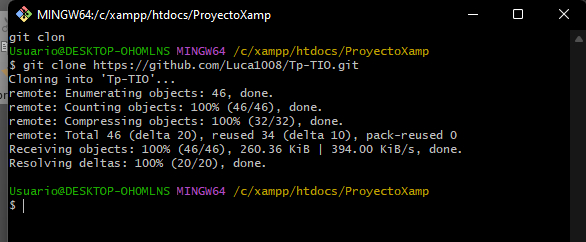 MINGW64:/c/xampp/htdocs/ProyectoXamp
git clon
Usuario@DESKTOP-OHOMLNS MINGW64 /c/xampp/htdocs/ProyectoXamp
$ git clone https://github.com/Luca1008/Tp-TIO.git
Cloning into 'Tp-TIO'...
remote: Enumerating objects: 46, done.
remote: Counting objects: 100% (46/46), done.
remote: Compressing objects: 100% (32/32), done.
remote: Total 46 (delta 20), reused 34 (delta 10), pack-reused 0
Receiving objects: 100% (46/46), 260.36 KiB | 394.00 KiB/s, done.
Resolving deltas: 100% (20/20), done.
Usuario@DESKTOP-OHOMLNS MINGW64 /c/xampp/htdocs/ProyectoXamp
$